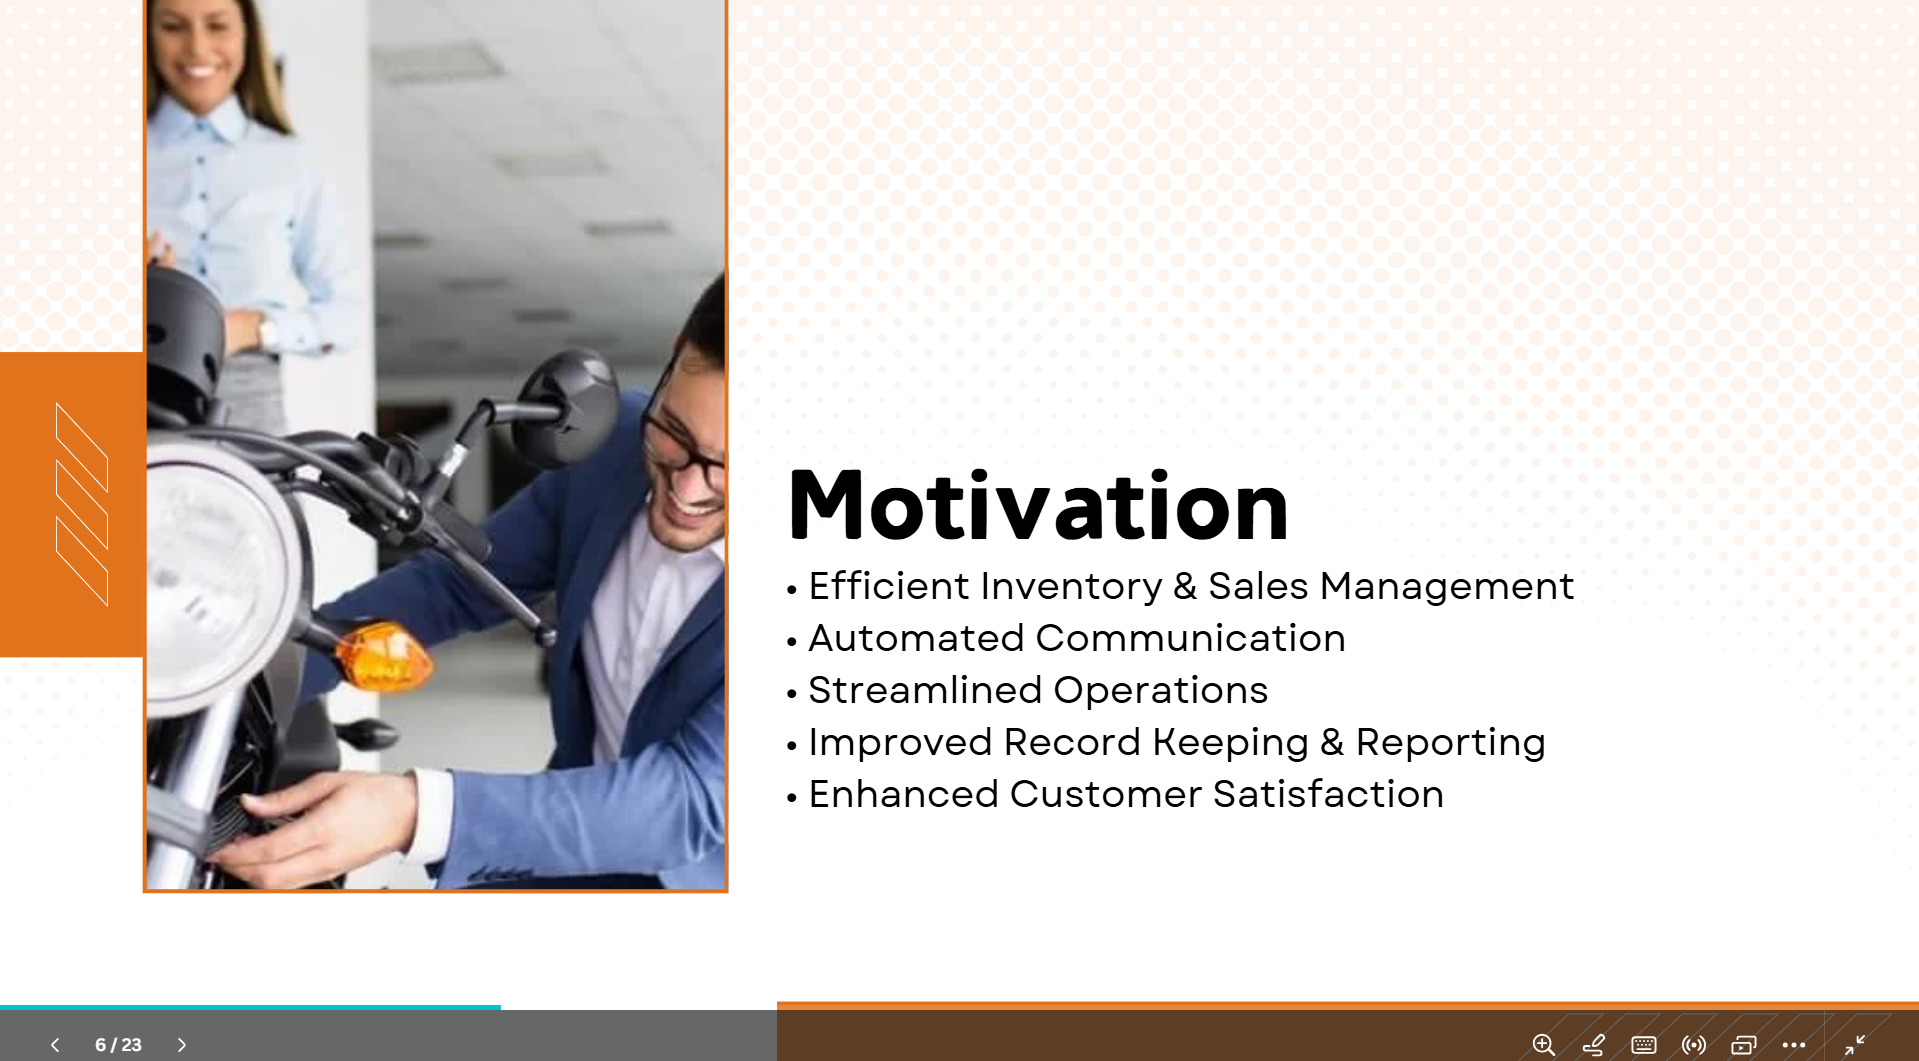 Motivation
• Efficient Inventory & Sales Management
• Automated Communication
• Streamlined Operations
• Improved Record Keeping & Reporting
• Enhanced Customer Satisfaction
6 / 23